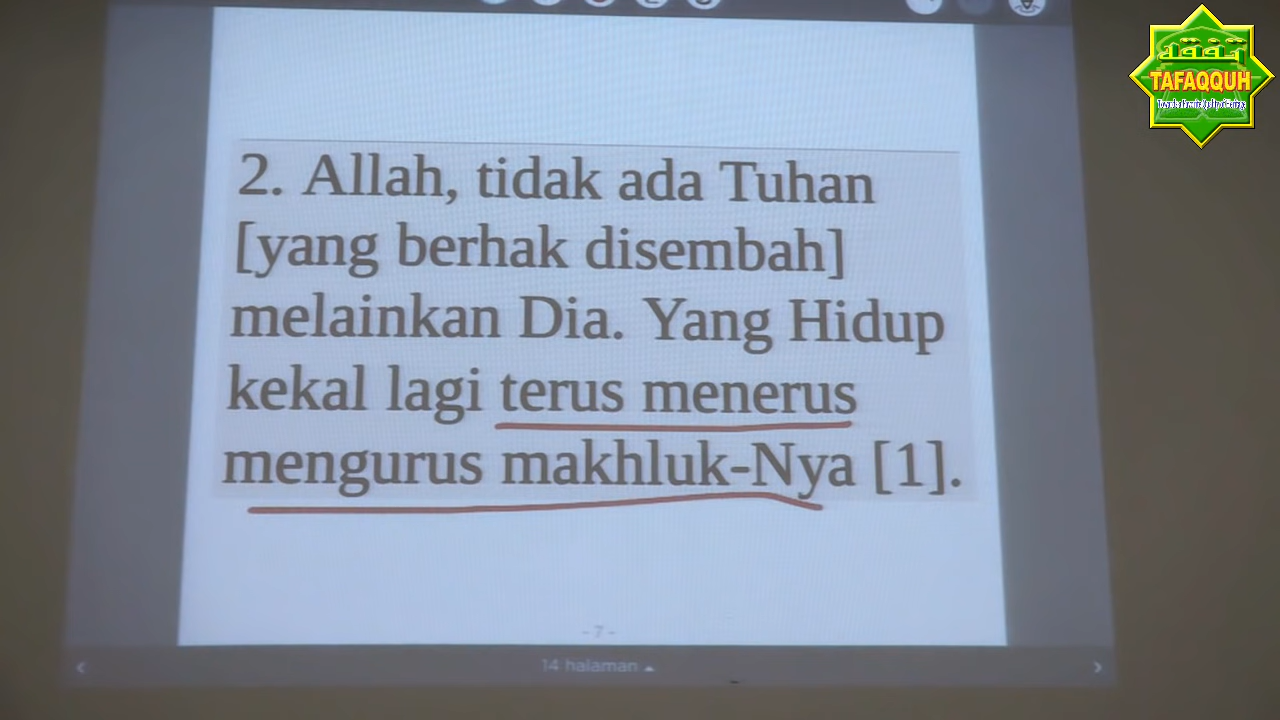 تفقه
TAFAQQUH
2. Allah, tidak ada Tuhan
[yang berhak disembah]
melainkan Dia. Yang Hidup
kekal lagi terus menerus
mengurus makhluk-Nya [1].
- 7 -
14 halaman